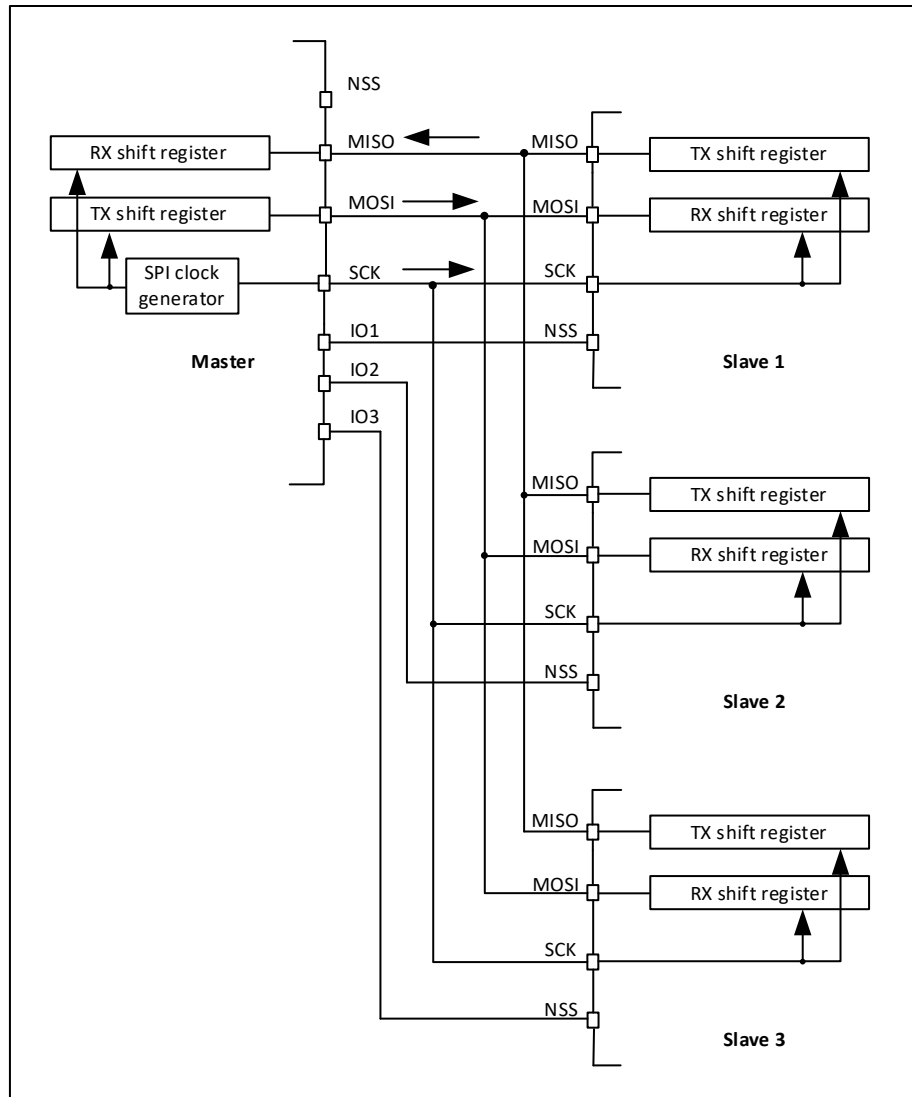 NSS
MISO
MISO
RX shift register
TX shift register
MOSI
MOSI
TX shift register
RX shift register
SCK
SCK
SPI clock
generator
IO1
NSS
Master
Slave 1
IO2
IO3
MISO
TX shift register
MOSI
RX shift register
SCK
NSS
Slave 2
MISO
TX shift register
MOSI
RX shift register
SCK
NSS
Slave 3